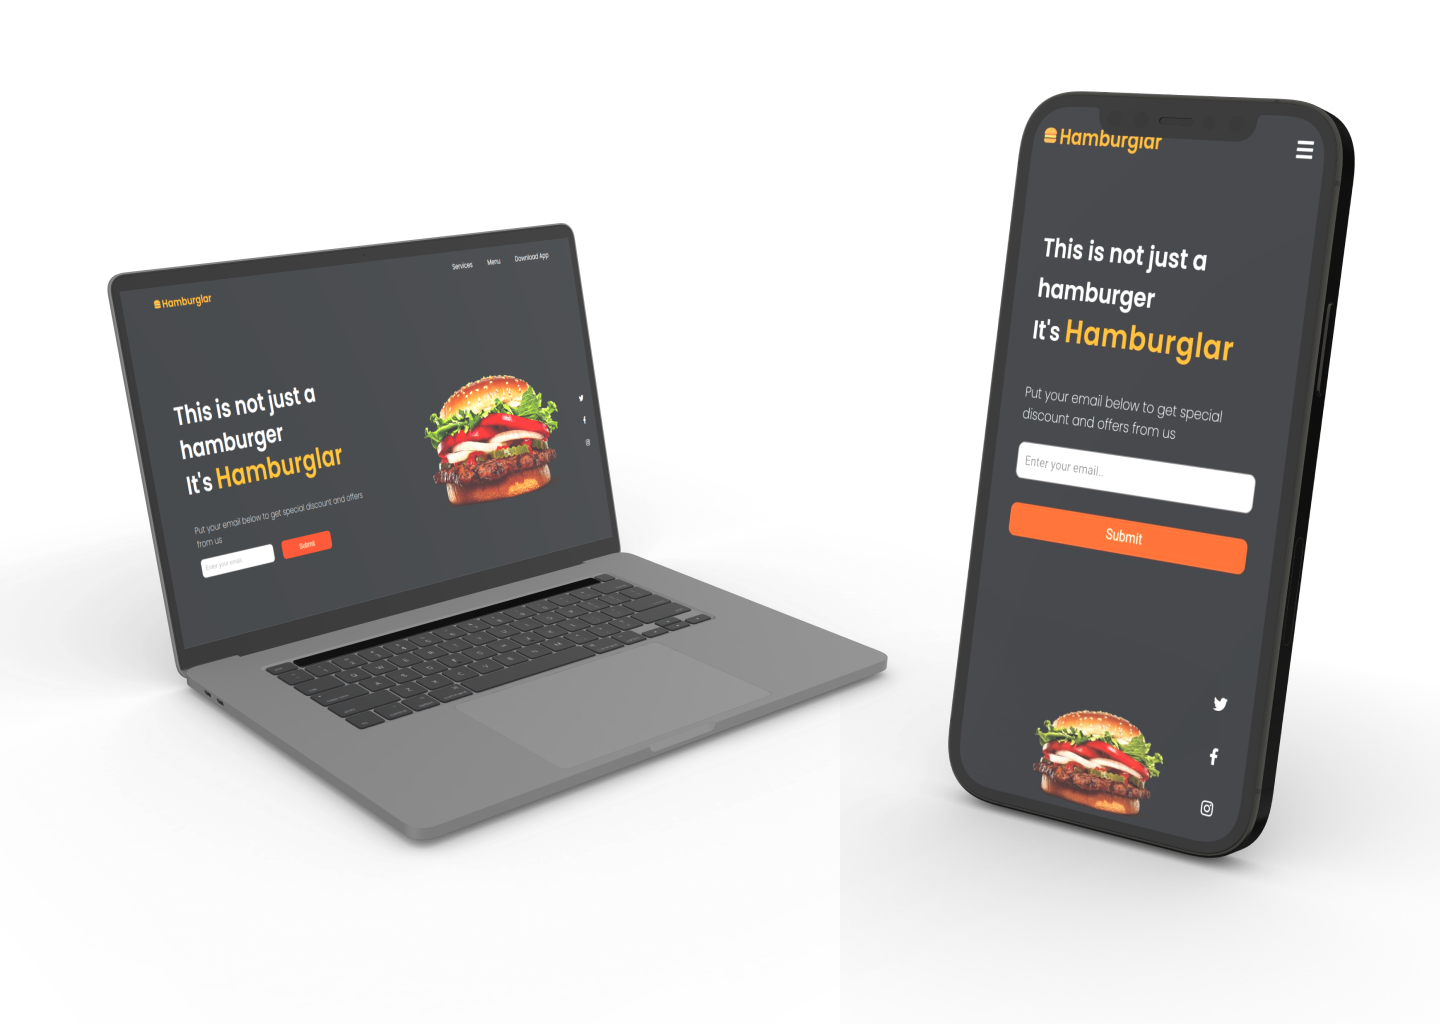 Services Menu Download App
Hamburglar
This is not just a
hamburger
It's Hamburglar
Put your email below to get special discount and offers
from us
Enter your email
Submit
Hamburglar
This is not just a
hamburger
It's Hamburglar
Put your email below to get special
discount and offers from us
Enter your email..
Submit